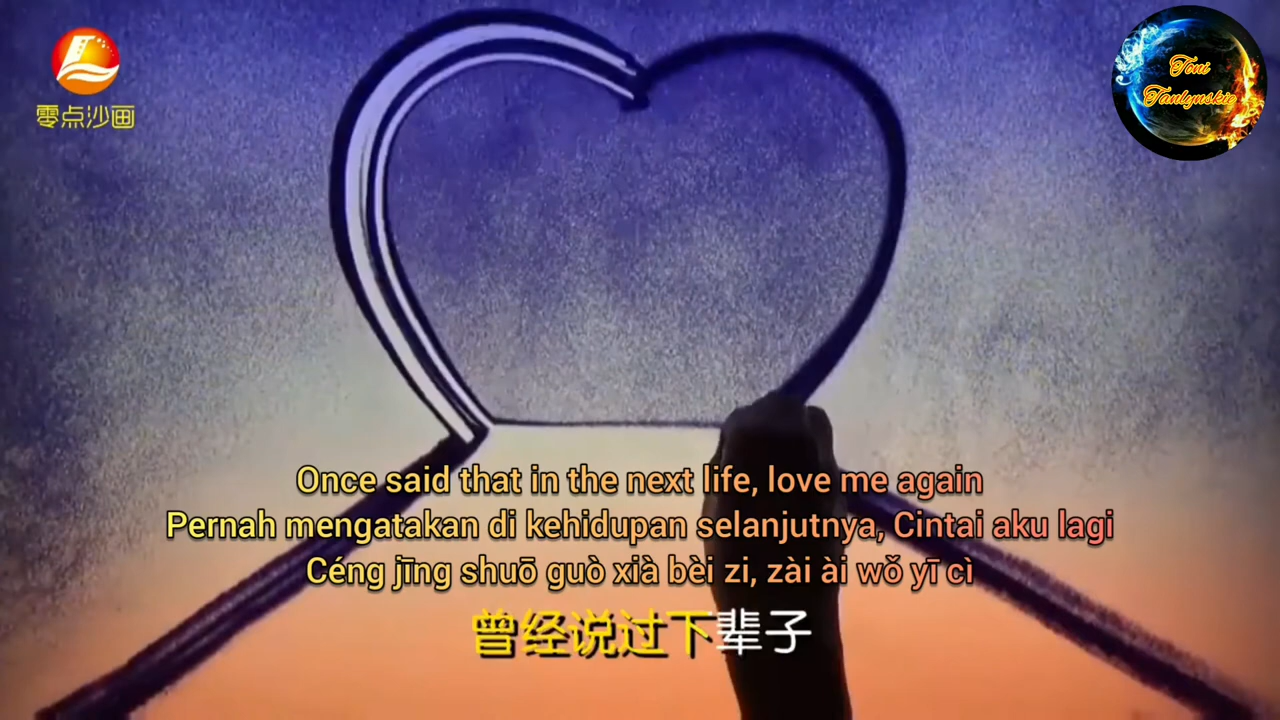 零点沙画
Toni
Tanlynskie
Once said that in the next life, love me again
Pernah mengatakan di kehidupan selanjutnya, Cintai aku lagi
Céng jīng shuō guò xià bèi zi, zài ài wǒ yī cì
曾经说过下辈子